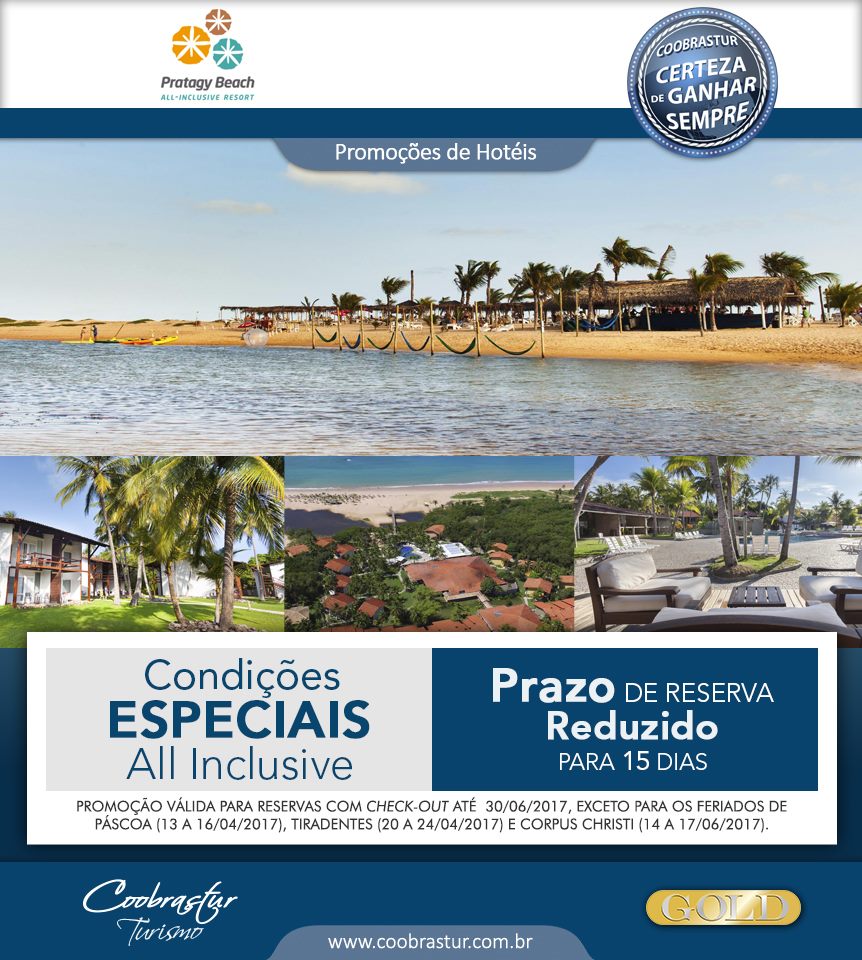 Pratagy Beach
ALL-INCLUSIVE RESORT
COOBRASTUR
CERTEZA
DE GANHAR
SEMPRE
Promoções de Hotéis
Condições
ESPECIAIS
All Inclusive
Prazo DE RESERVA
Reduzido
PARA 15 DIAS
PROMOÇÃO VÁLIDA PARA RESERVAS COM CHECK-OUT ATÉ 30/06/2017, EXCETO PARA OS FERIADOS DE
PÁSCOA (13 A 16/04/2017), TIRADENTES (20 A 24/04/2017) E CORPUS CHRISTI (14 A 17/06/2017).
Coobrastur
Turismo
www.coobrastur.com.br
GOLD